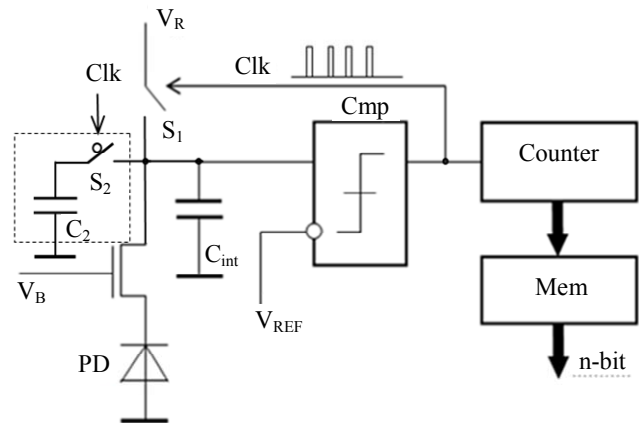 V_R
Clk
Clk
Cmp
S_1
S_2
C_2
C_int
Counter
V_B
V_REF
Mem
PD
n-bit